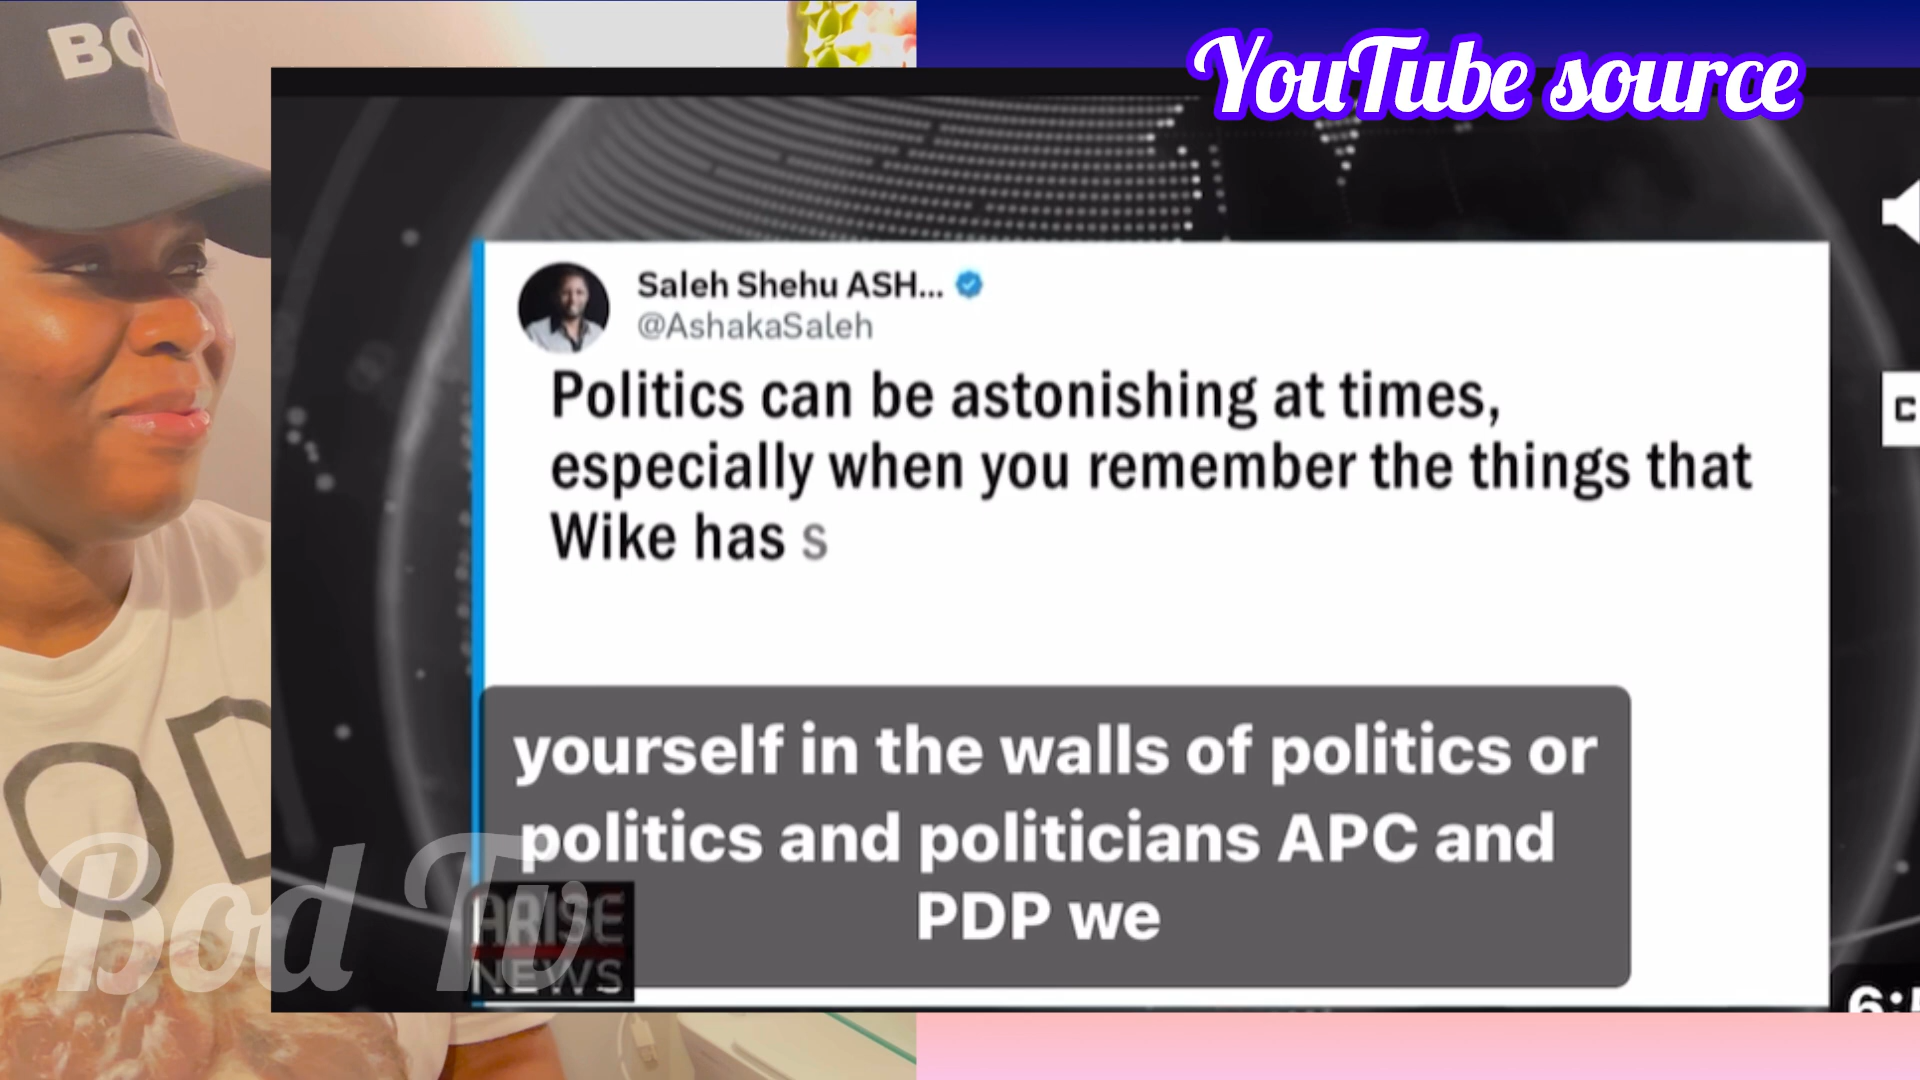 YouTube source
Saleh Shehu ASH...
@AshakaSaleh
Politics can be astonishing at times,
especially when you remember the things that
Wike has s
yourself in the walls of politics or
politics and politicians APC and
PDP we
ARISE
NEWS
Bod Tv